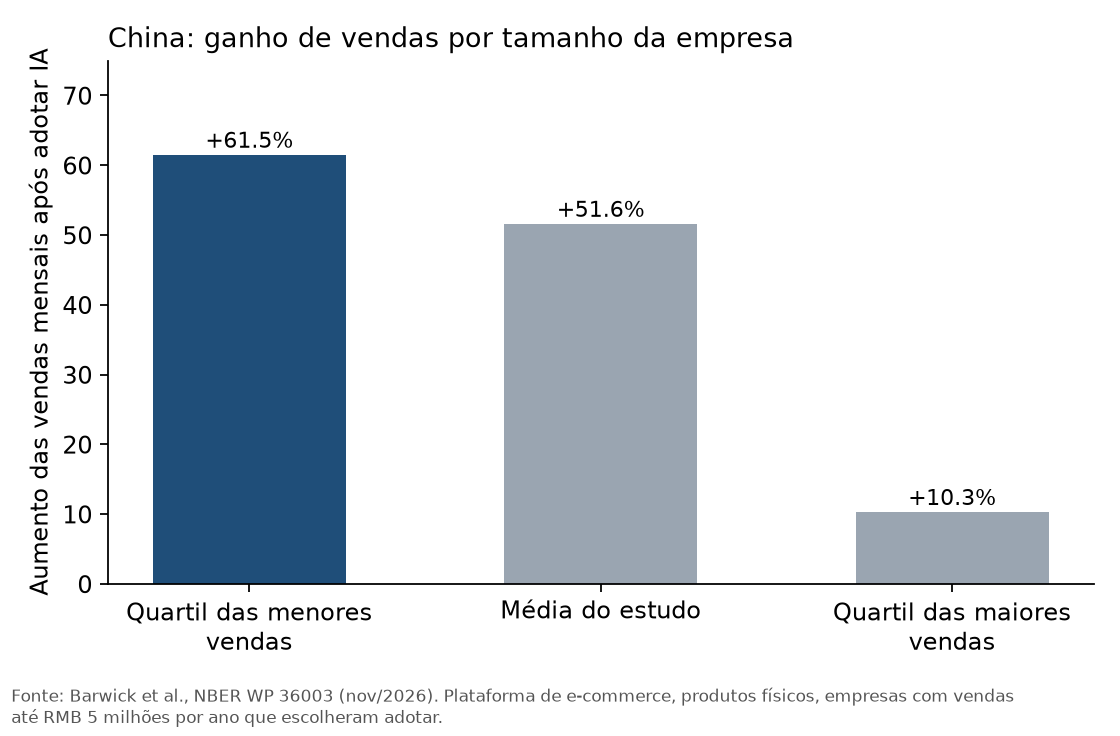 China: ganho de vendas por tamanho da empresa
Aumento das vendas mensais após adotar IA
70
60
50
40
30
20
10
0
+61.5%
+51.6%
+10.3%
Quartil das menores
vendas
Média do estudo
Quartil das maiores
vendas
Fonte: Barwick et al., NBER WP 36003 (nov/2026). Plataforma de e-commerce, produtos físicos, empresas com vendas
até RMB 5 milhões por ano que escolheram adotar.